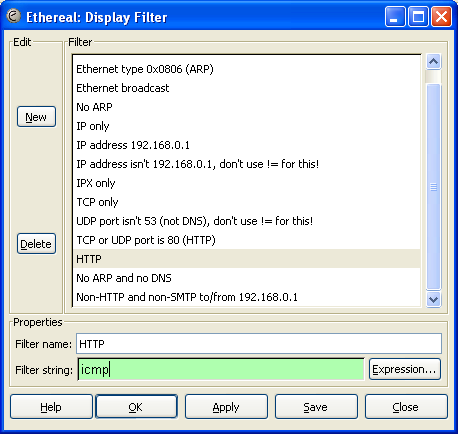 Ethereal: Display Filter
Edit
Filter
New
Delete
Ethernet type 0x0806 (ARP)
Ethernet broadcast
No ARP
IP only
IP address 192.168.0.1
IP address isn't 192.168.0.1, don't use != for this!
IPX only
TCP only
UDP port isn't 53 (not DNS), don't use != for this!
TCP or UDP port is 80 (HTTP)
HTTP
No ARP and no DNS
Non-HTTP and non-SMTP to/from 192.168.0.1
Properties
Filter name: HTTP
Filter string: icmp Expression...
Help OK Apply Save Close